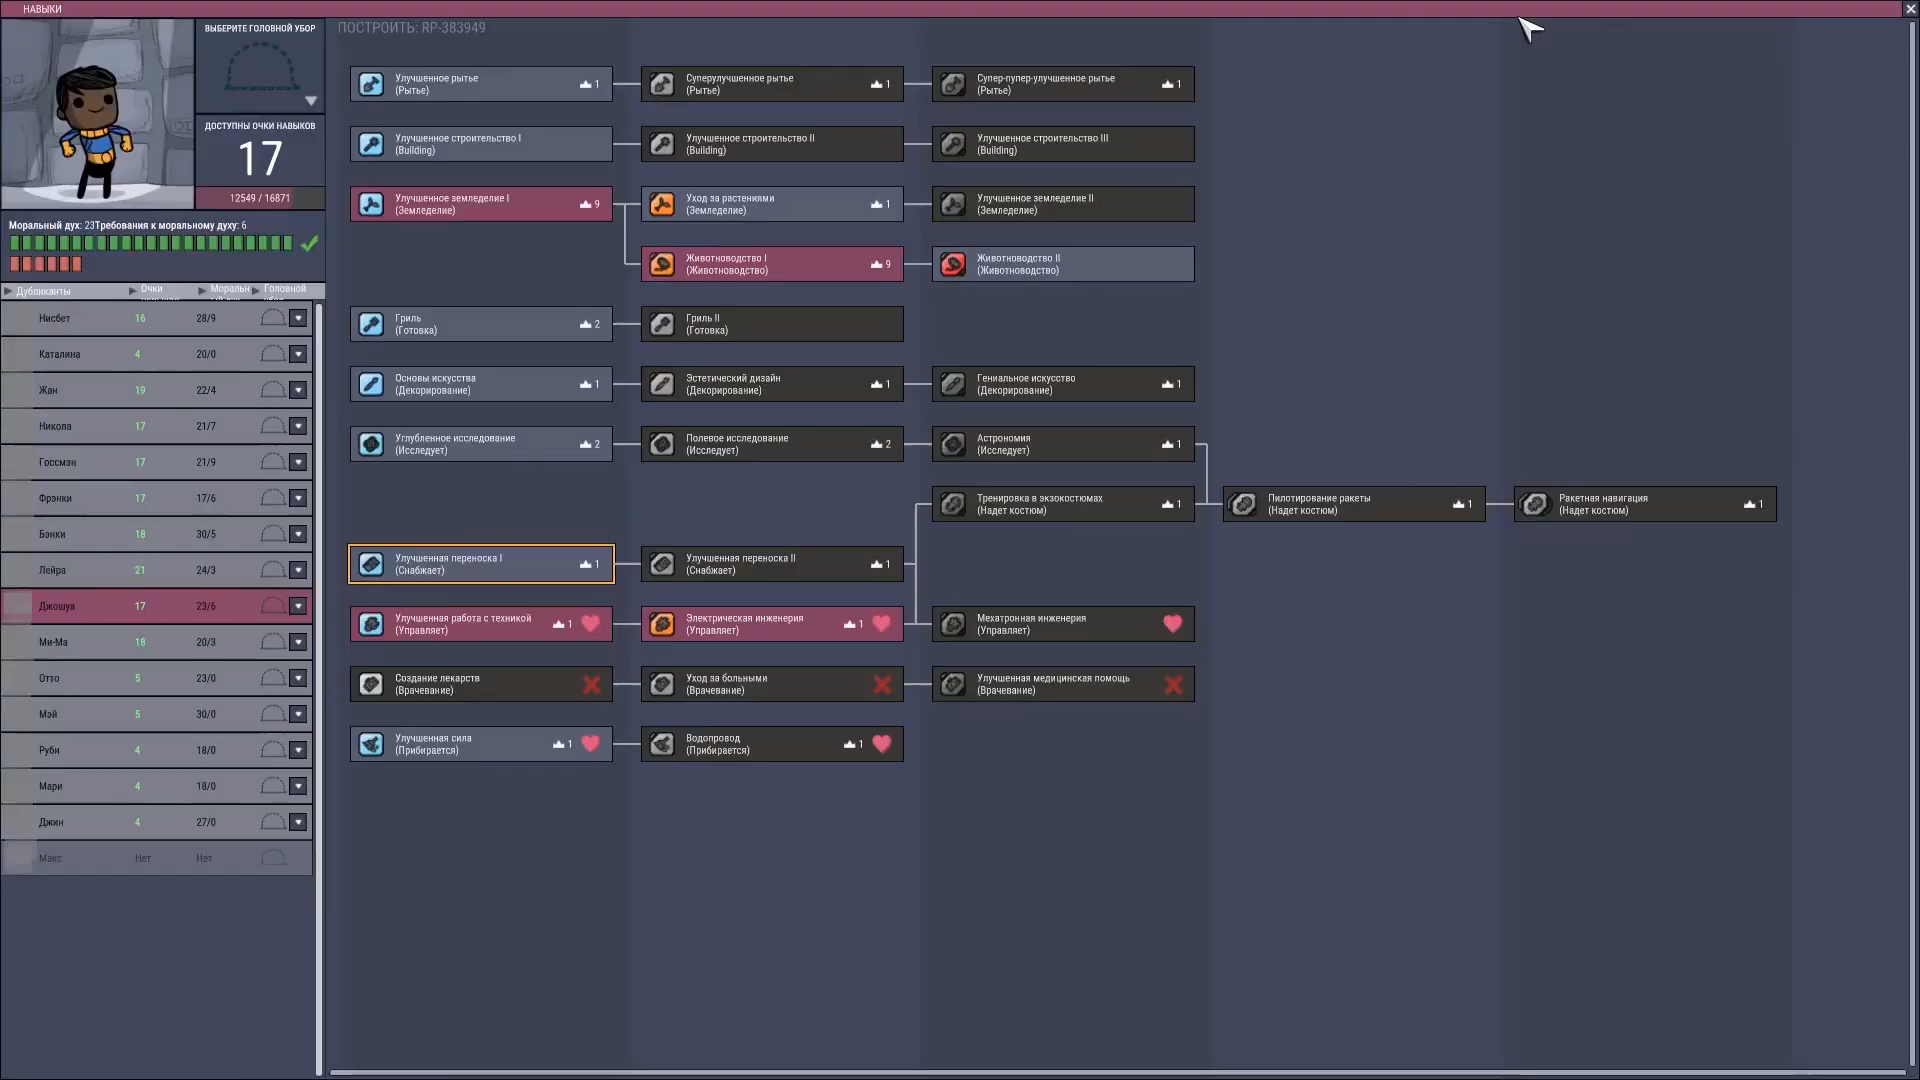 НАВЫКИ
ПОСТРОИТЬ: RP-383949
ВЫБЕРИТЕ ГОЛОВНОЙ УБОР
ДОСТУПНЫ ОЧКИ НАВЫКОВ
17
12549 / 16871
Моральный дух: 23Требования к моральному духу: 6
Дубликанты
Очки
Моральн
Головной
Нисбет 16 28/9
Каталина 4 20/0
Жан 19 22/4
Никола 17 21/7
Госсмэн 17 21/9
Фрэнки 17 17/6
Бэнки 18 30/5
Лейра 21 24/3
Джошуа 17 23/6
Ми-Ма 18 20/3
Отто 5 23/0
Мэй 5 30/0
Руби 4 18/0
Мари 4 18/0
Джин 4 27/0
Макс Нет Нет
Улучшенное рытье
(Рытье)
1
Суперулучшенное рытье
(Рытье)
1
Супер-пупер-улучшенное рытье
(Рытье)
1
Улучшенное строительство I
(Building)
Улучшенное строительство II
(Building)
Улучшенное строительство III
(Building)
Улучшенное земледелие I
(Земледелие)
9
Уход за растениями
(Земледелие)
1
Улучшенное земледелие II
(Земледелие)
Животноводство I
(Животноводство)
9
Животноводство II
(Животноводство)
Гриль
(Готовка)
2
Гриль II
(Готовка)
Основы искусства
(Декорирование)
1
Эстетический дизайн
(Декорирование)
1
Гениальное искусство
(Декорирование)
1
Углубленное исследование
(Исследует)
2
Полевое исследование
(Исследует)
2
Астрономия
(Исследует)
1
Тренировка в экзокостюмах
(Надет костюм)
1
Пилотирование ракеты
(Надет костюм)
1
Ракетная навигация
(Надет костюм)
1
Улучшенная переноска I
(Снабжает)
1
Улучшенная переноска II
(Снабжает)
1
Улучшенная работа с техникой
(Управляет)
1
Электрическая инженерия
(Управляет)
1
Мехатронная инженерия
(Управляет)
Создание лекарств
(Врачевание)
Уход за больными
(Врачевание)
Улучшенная медицинская помощь
(Врачевание)
Улучшенная сила
(Прибирается)
1
Водопровод
(Прибирается)
1